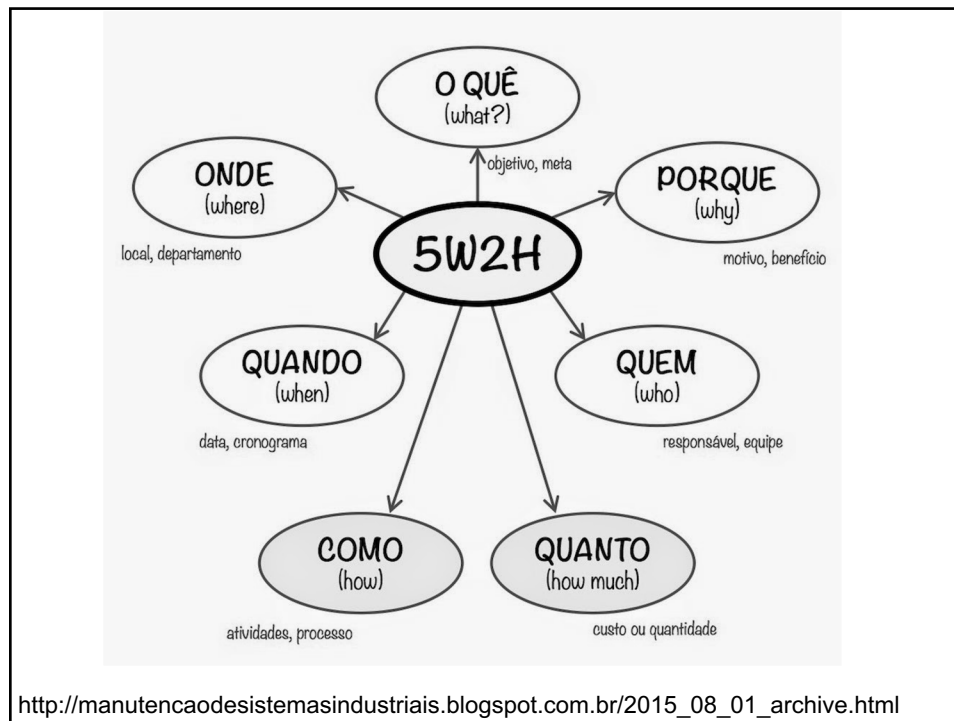 O QUÊ
(what?)
objetivo, meta
ONDE
(where)
local, departamento
PORQUE
(why)
motivo, benefício
5W2H
QUANDO
(when)
data, cronograma
QUEM
(who)
responsável, equipe
COMO
(how)
atividades, processo
QUANTO
(how much)
custo ou quantidade
http://manutencaodesistemasindustriais.blogspot.com.br/2015_08_01_archive.html